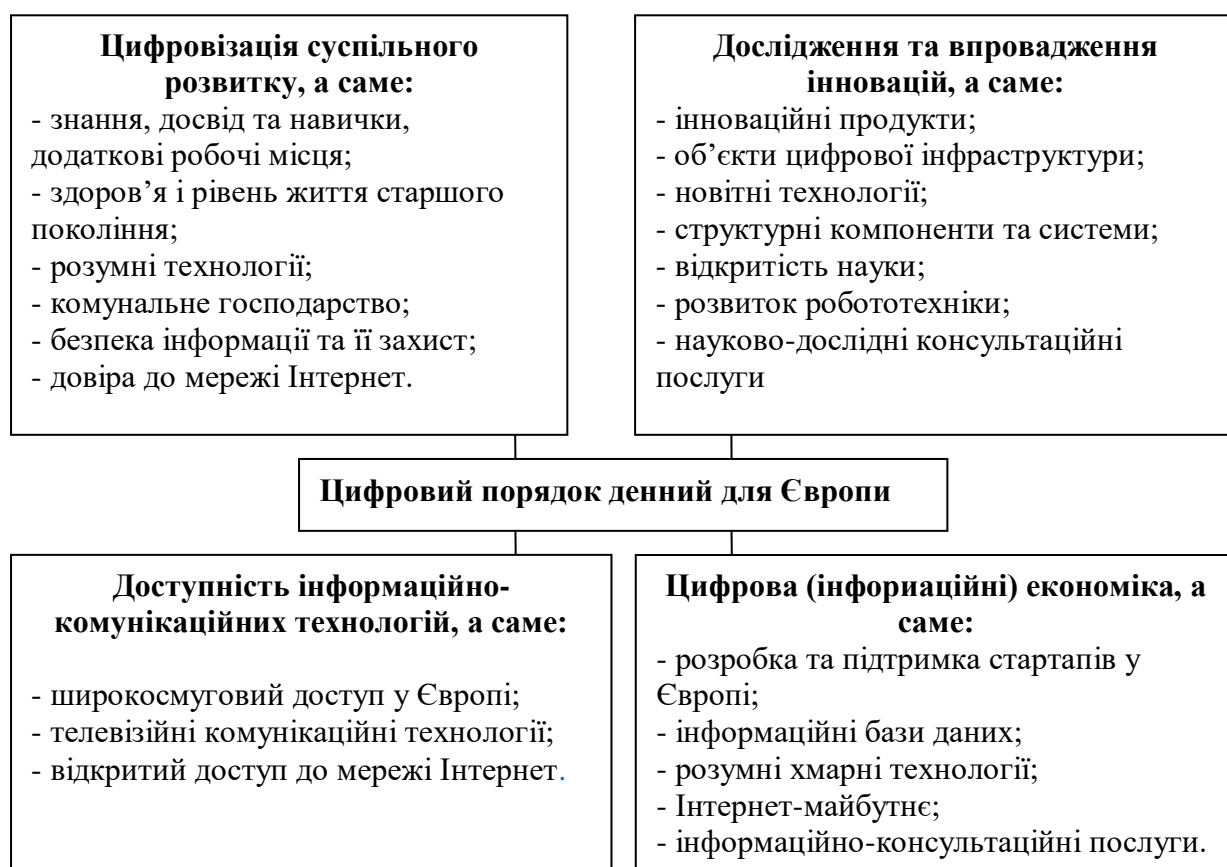 Цифровізація суспільного
розвитку, а саме:
- знання, досвід та навички,
додаткові робочі місця;
- здоров’я і рівень життя старшого
покоління;
- розумні технології;
- комунальне господарство;
- безпека інформації та її захист;
- довіра до мережі Інтернет.
Дослідження та впровадження
інновацій, а саме:
- інноваційні продукти;
- об’єкти цифрової інфраструктури;
- новітні технології;
- структурні компоненти та системи;
- відкритість науки;
- розвиток робототехніки;
- науково-дослідні консультаційні
послуги
Цифровий порядок денний для Європи
Доступність інформаційно-
комунікаційних технологій, а саме:
- широкосмуговий доступ у Європі;
- телевізійні комунікаційні технології;
- відкритий доступ до мережі Інтернет.
Цифрова (інфориаційні) економіка, а
саме:
- розробка та підтримка стартапів у
Європі;
- інформаційні бази даних;
- розумні хмарні технології;
- Інтернет-майбутнє;
- інформаційно-консультаційні послуги.